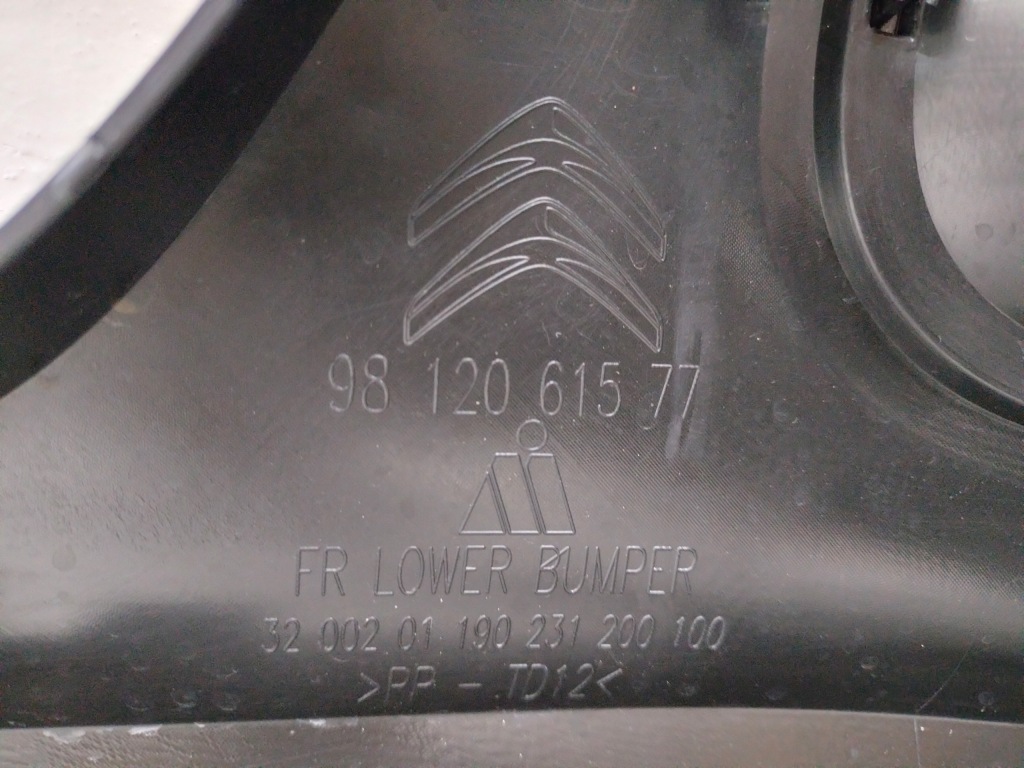 98 120 615 77
FR LOWER BUMPER
32 002 01 190 231 200 100
>PP - TD12<